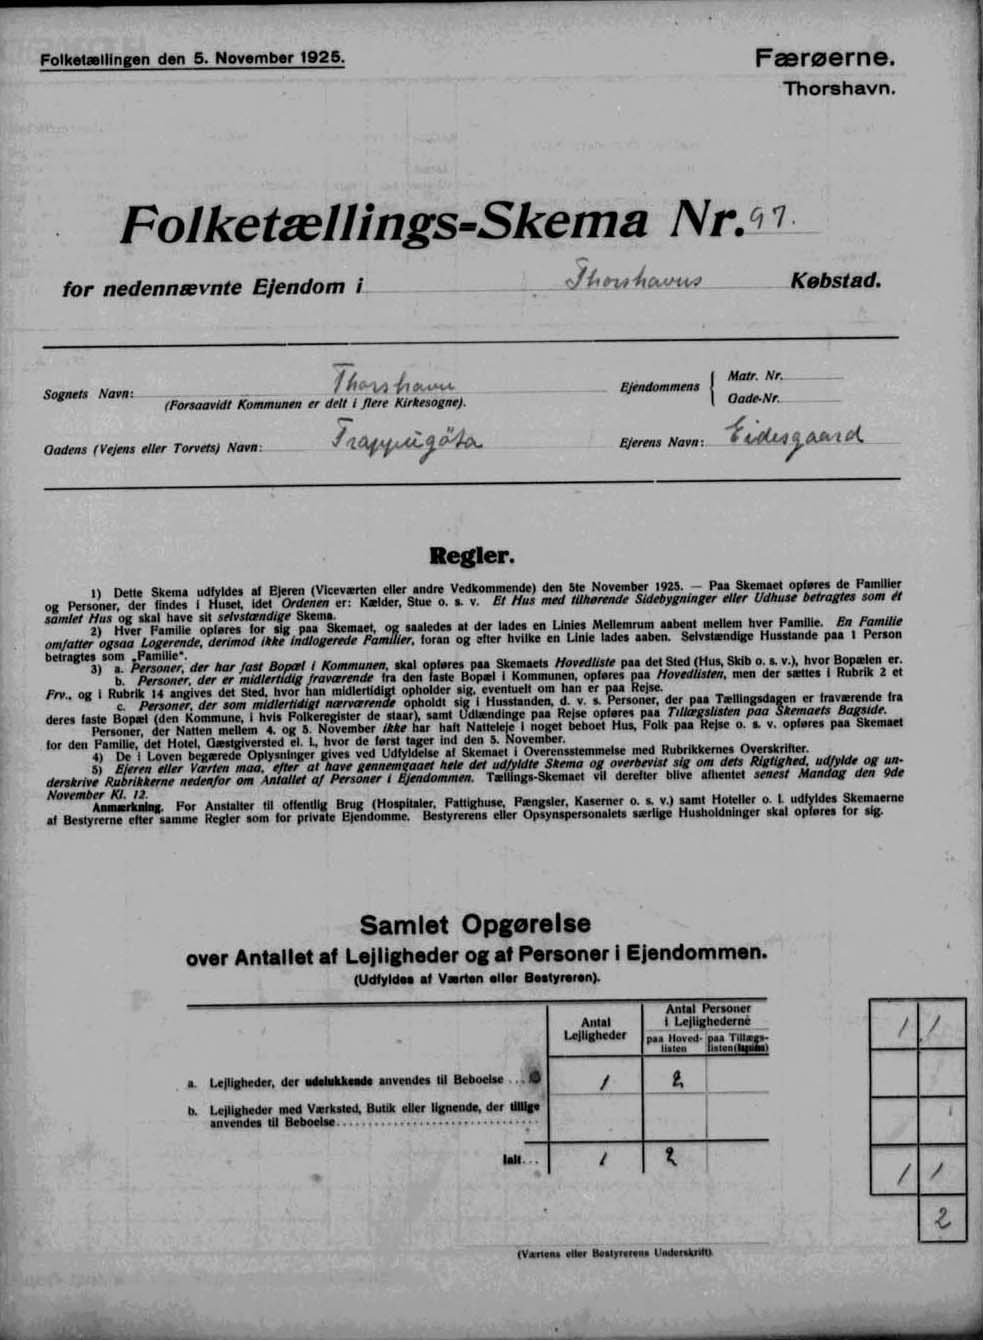 Folketællingen den 5. November 1925.
Færøerne.
Thorshavn.
Folketællings-Skema Nr. 97.
for nedennævnte Ejendom i Thorshavns Købstad.
Sognets Navn: Thorshavn
(Forsaavidt Kommunen er delt i flere Kirkesogne).
Ejendommens { Matr. Nr.
Gade-Nr.
Gadens (Vejens eller Torvets) Navn: Trappugöta
Ejerens Navn: Eidesgaard
Regler.
1) Dette Skema udfyldes af Ejeren (Viceværten eller andre Vedkommende) den 5te November 1925. — Paa Skemaet opføres de Familier
og Personer, der findes i Huset, idet Ordenen er: Kælder, Stue o. s. v. Et Hus med tilhørende Sidebygninger eller Udhuse betragtes som ét
samlet Hus og skal have sit selvstændige Skema.
2) Hver Familie opføres for sig paa Skemaet, og saaledes at der lades en Linies Mellemrum aabent mellem hver Familie. En Familie
omfatter ogsaa Logerende, derimod ikke indlogerede Familier, foran og efter hvilke en Linie lades aaben. Selvstændige Husstande paa 1 Person
betragtes som „Familie“.
3) a. Personer, der har fast Bopæl i Kommunen, skal opføres paa Skemaets Hovedliste paa det Sted (Hus, Skib o. s. v.), hvor Bopælen er.
b. Personer, der er midlertidig fraværende fra den faste Bopæl i Kommunen, opføres paa Hovedlisten, men der sættes i Rubrik 2 et
Frv., og i Rubrik 14 angives det Sted, hvor han midlertidigt opholder sig, eventuelt om han er paa Rejse.
c. Personer, der som midlertidigt nærværende opholdt sig i Husstanden, d. v. s. Personer, der paa Tællingsdagen er fraværende fra
deres faste Bopæl (den Kommune, i hvis Folkeregister de staar), samt Udlændinge paa Rejse opføres paa Tillægslisten paa Skemaets Bagside.
Personer, der Natten mellem 4. og 5. November ikke har haft Natteleje i noget beboet Hus, Folk paa Rejse o. s. v. opføres paa Skemaet
for den Familie, det Hotel, Gæstgiversted el. l., hvor de først tager ind den 5. November.
4) De i Loven begærede Oplysninger gives ved Udfyldelse af Skemaet i Overensstemmelse med Rubrikkernes Overskrifter.
5) Ejeren eller Værten maa, efter at have gennemgaaet hele det udfyldte Skema og overbevist sig om dets Rigtighed, udfylde og un-
derskrive Rubrikkerne nedenfor om Antallet af Personer i Ejendommen. Tællings-Skemaet vil derefter blive afhentet senest Mandag den 9de
November Kl. 12.
Anmærkning. For Anstalter til offentlig Brug (Hospitaler, Fattighuse, Fængsler, Kaserner o. s. v.) samt Hoteller o. l. udfyldes Skemaerne
af Bestyrerne efter samme Regler som for private Ejendomme. Bestyrerens eller Opsynspersonalets særlige Husholdninger skal opføres for sig.
Samlet Opgørelse
over Antallet af Lejligheder og af Personer i Ejendommen.
(Udfyldes af Værten eller Bestyreren).
Antal Lejligheder
Antal Personer i Lejlighederne
paa Hoved-listen
paa Tillægs-listen
a. Lejligheder, der udelukkende anvendes til Beboelse . . . 1 2
b. Lejligheder med Værksted, Butik eller lignende, der tillige
anvendes til Beboelse
Ialt . . . 1 2
1 1
1 1
2
(Værtens eller Bestyrerens Underskrift).